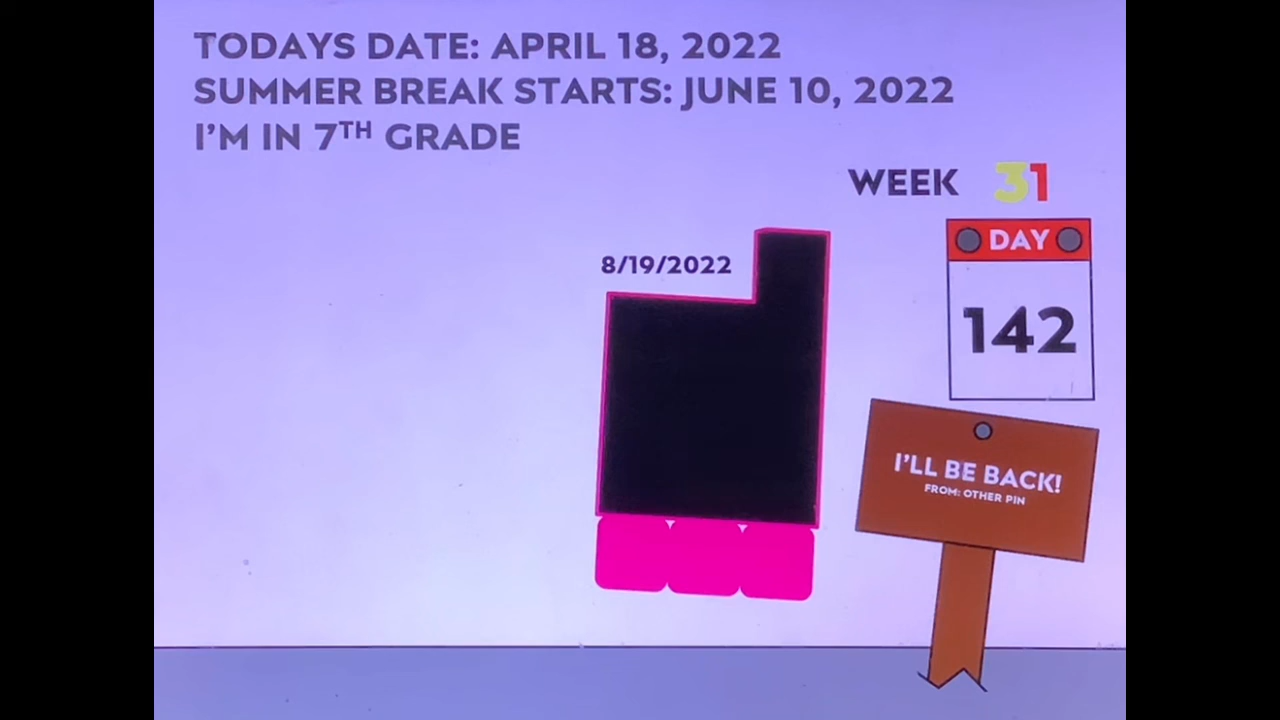 TODAYS DATE: APRIL 18, 2022
SUMMER BREAK STARTS: JUNE 10, 2022
I'M IN 7TH GRADE
WEEK 31
8/19/2022
DAY
142
I'LL BE BACK!
FROM: OTHER PIN